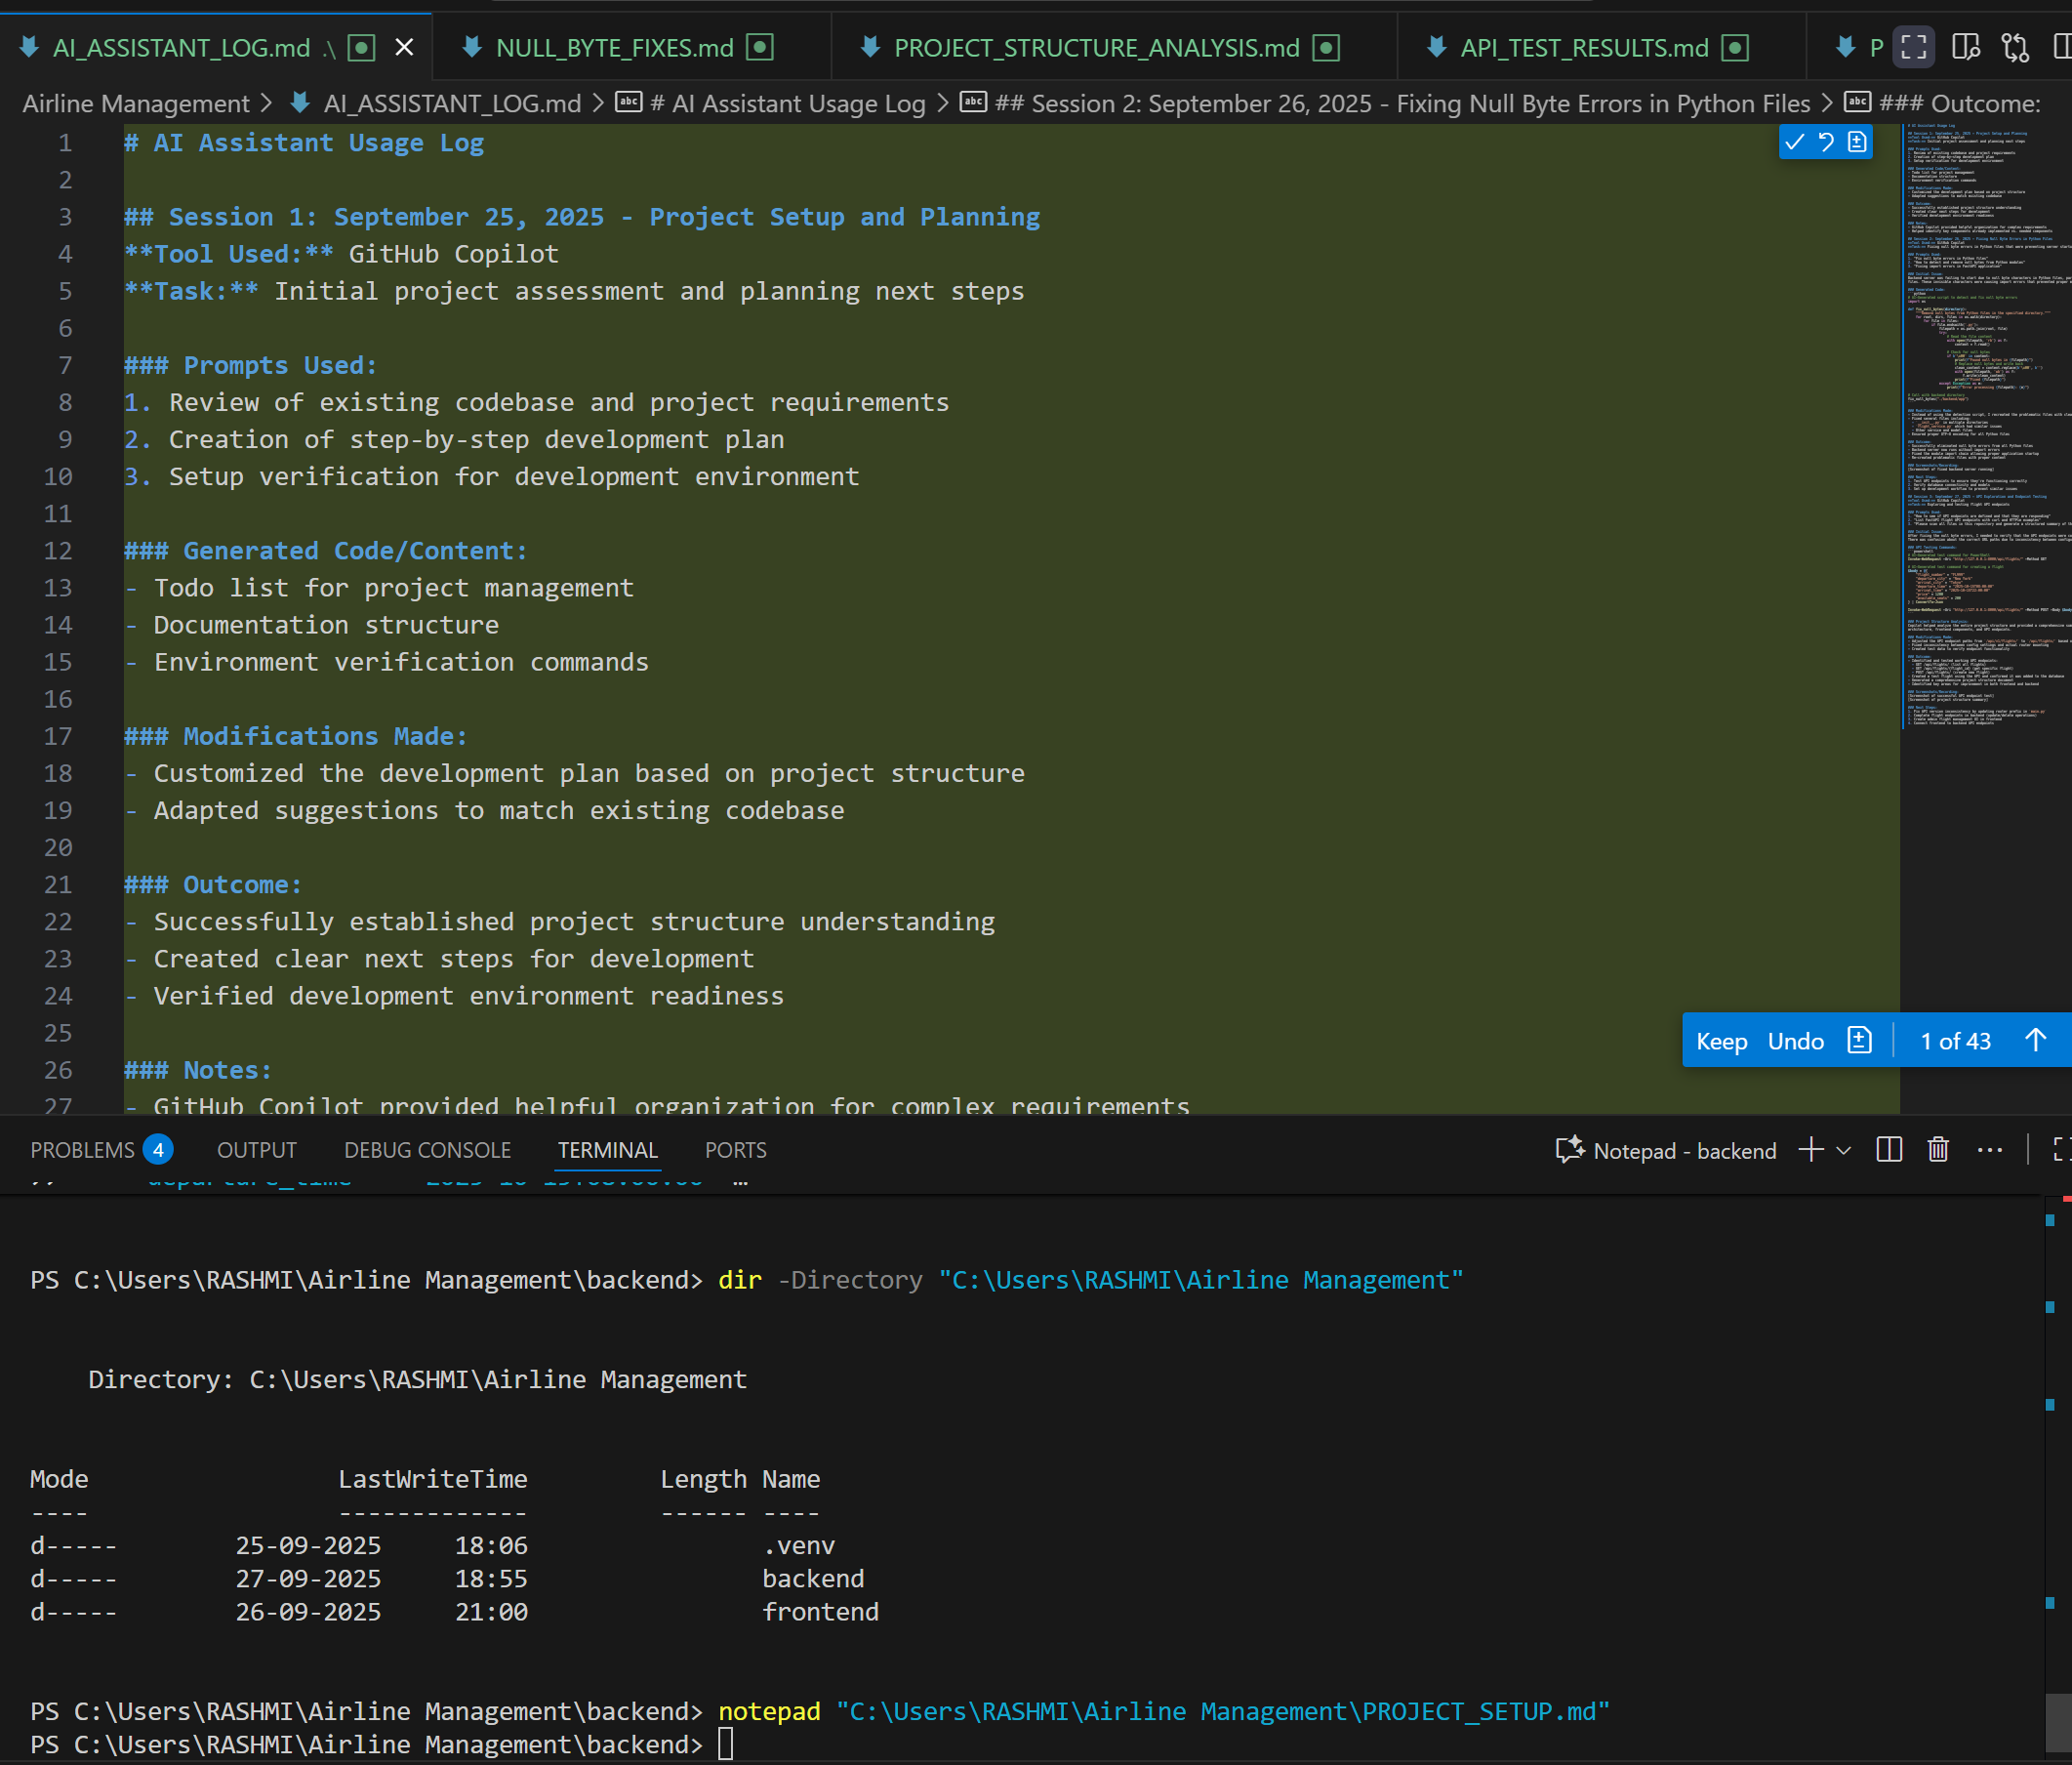 AI_ASSISTANT_LOG.md .\ NULL_BYTE_FIXES.md PROJECT_STRUCTURE_ANALYSIS.md API_TEST_RESULTS.md P
Airline Management > AI_ASSISTANT_LOG.md > # AI Assistant Usage Log > ## Session 2: September 26, 2025 - Fixing Null Byte Errors in Python Files > ### Outcome:
1 # AI Assistant Usage Log
2
3 ## Session 1: September 25, 2025 - Project Setup and Planning
4 **Tool Used:** GitHub Copilot
5 **Task:** Initial project assessment and planning next steps
6
7 ### Prompts Used:
8 1. Review of existing codebase and project requirements
9 2. Creation of step-by-step development plan
10 3. Setup verification for development environment
11
12 ### Generated Code/Content:
13 - Todo list for project management
14 - Documentation structure
15 - Environment verification commands
16
17 ### Modifications Made:
18 - Customized the development plan based on project structure
19 - Adapted suggestions to match existing codebase
20
21 ### Outcome:
22 - Successfully established project structure understanding
23 - Created clear next steps for development
24 - Verified development environment readiness
25
26 ### Notes:
27 - GitHub Copilot provided helpful organization for complex requirements
Keep Undo 1 of 43
PROBLEMS 4 OUTPUT DEBUG CONSOLE TERMINAL PORTS Notepad - backend
PS C:\Users\RASHMI\Airline Management\backend> dir -Directory "C:\Users\RASHMI\Airline Management"
Directory: C:\Users\RASHMI\Airline Management
Mode LastWriteTime Length Name
---- ------------- ------ ----
d----- 25-09-2025 18:06 .venv
d----- 27-09-2025 18:55 backend
d----- 26-09-2025 21:00 frontend
PS C:\Users\RASHMI\Airline Management\backend> notepad "C:\Users\RASHMI\Airline Management\PROJECT_SETUP.md"
PS C:\Users\RASHMI\Airline Management\backend>